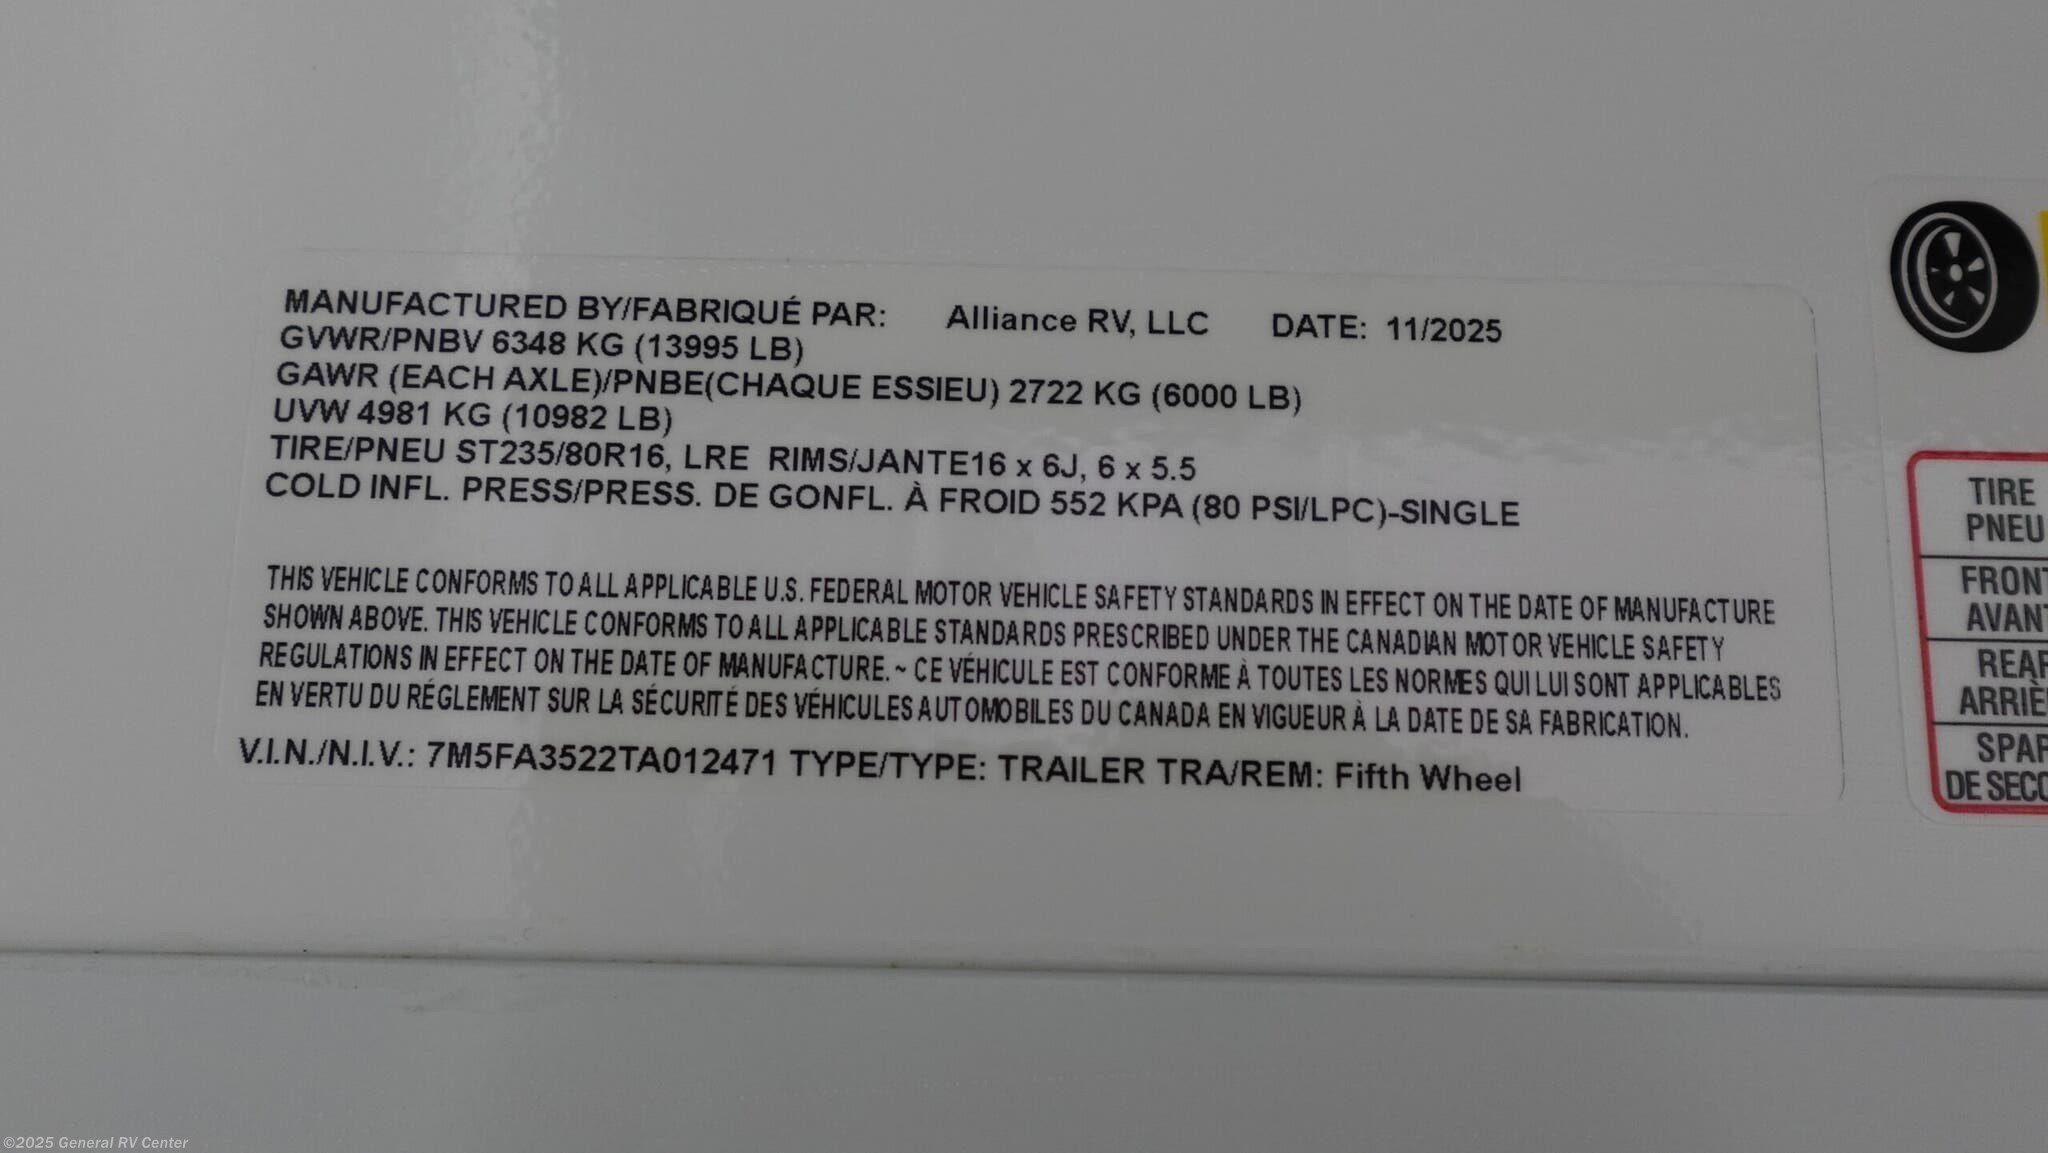 MANUFACTURED BY/FABRIQUÉ PAR: Alliance RV, LLC DATE: 11/2025
GVWR/PNBV 6348 KG (13995 LB)
GAWR (EACH AXLE)/PNBE(CHAQUE ESSIEU) 2722 KG (6000 LB)
UVW 4981 KG (10982 LB)
TIRE/PNEU ST235/80R16, LRE RIMS/JANTE16 x 6J, 6 x 5.5
COLD INFL. PRESS/PRESS. DE GONFL. À FROID 552 KPA (80 PSI/LPC)-SINGLE
THIS VEHICLE CONFORMS TO ALL APPLICABLE U.S. FEDERAL MOTOR VEHICLE SAFETY STANDARDS IN EFFECT ON THE DATE OF MANUFACTURE
SHOWN ABOVE. THIS VEHICLE CONFORMS TO ALL APPLICABLE STANDARDS PRESCRIBED UNDER THE CANADIAN MOTOR VEHICLE SAFETY
REGULATIONS IN EFFECT ON THE DATE OF MANUFACTURE. ~ CE VÉHICULE EST CONFORME À TOUTES LES NORMES QUI LUI SONT APPLICABLES
EN VERTU DU RÉGLEMENT SUR LA SÉCURITÉ DES VÉHICULES AUTOMOBILES DU CANADA EN VIGUEUR À LA DATE DE SA FABRICATION.
V.I.N./N.I.V.: 7M5FA3522TA012471 TYPE/TYPE: TRAILER TRA/REM: Fifth Wheel
TIRE
PNEU
FRONT
AVANT
REAR
ARRIÈ
SPAR
DE SECO
©2025 General RV Center